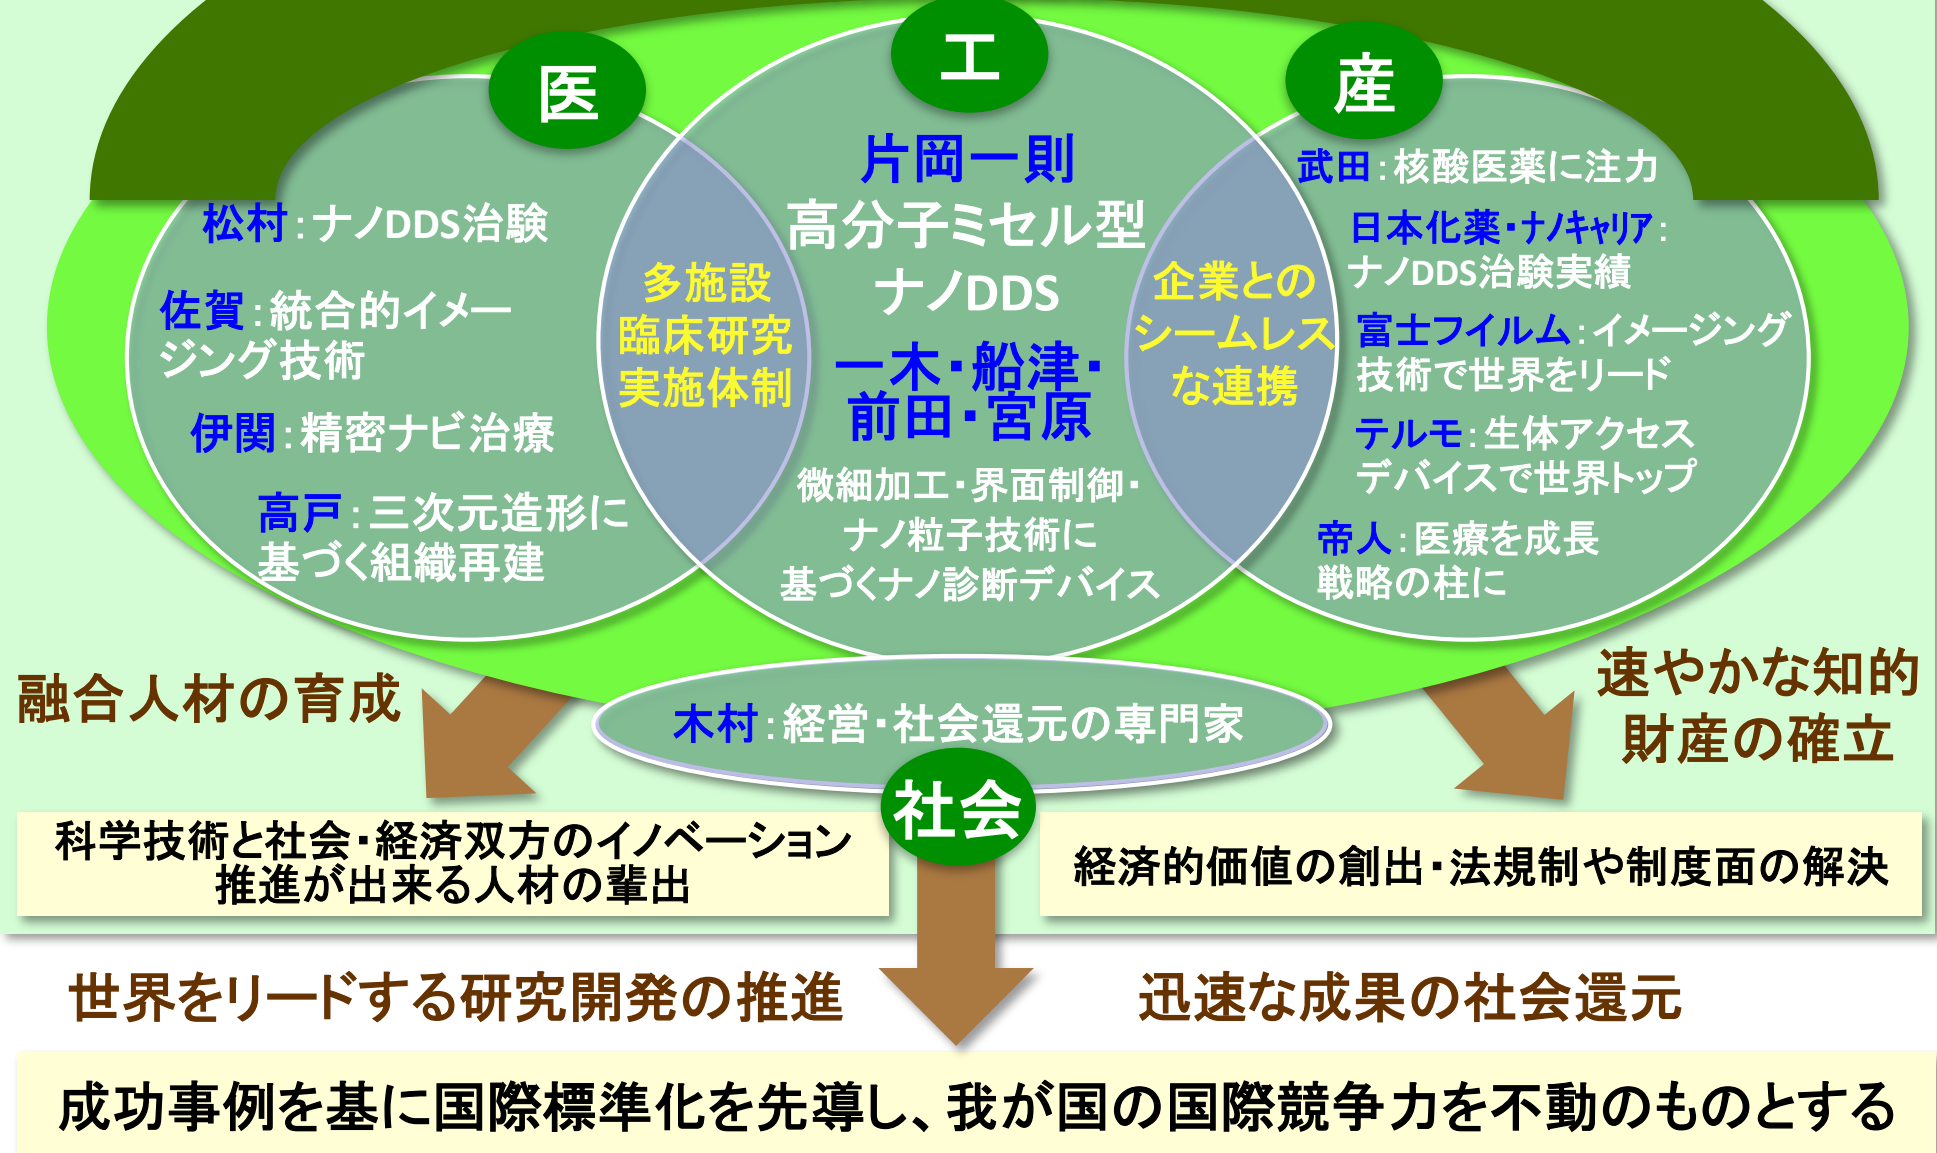 医
工
産
松村:ナノDDS治験
佐賀:統合的イメー
ジング技術
伊関:精密ナビ治療
高戸:三次元造形に
基づく組織再建
多施設
臨床研究
実施体制
片岡一則
高分子ミセル型
ナノDDS
一木・船津・
前田・宮原
微細加工・界面制御・
ナノ粒子技術に
基づくナノ診断デバイス
企業との
シームレス
な連携
武田:核酸医薬に注力
日本化薬・ナノキャリア:
ナノDDS治験実績
富士フイルム:イメージング
技術で世界をリード
テルモ:生体アクセス
デバイスで世界トップ
帝人:医療を成長
戦略の柱に
木村:経営・社会還元の専門家
社会
融合人材の育成
速やかな知的
財産の確立
科学技術と社会・経済双方のイノベーション
推進が出来る人材の輩出
経済的価値の創出・法規制や制度面の解決
世界をリードする研究開発の推進
迅速な成果の社会還元
成功事例を基に国際標準化を先導し、我が国の国際競争力を不動のものとする